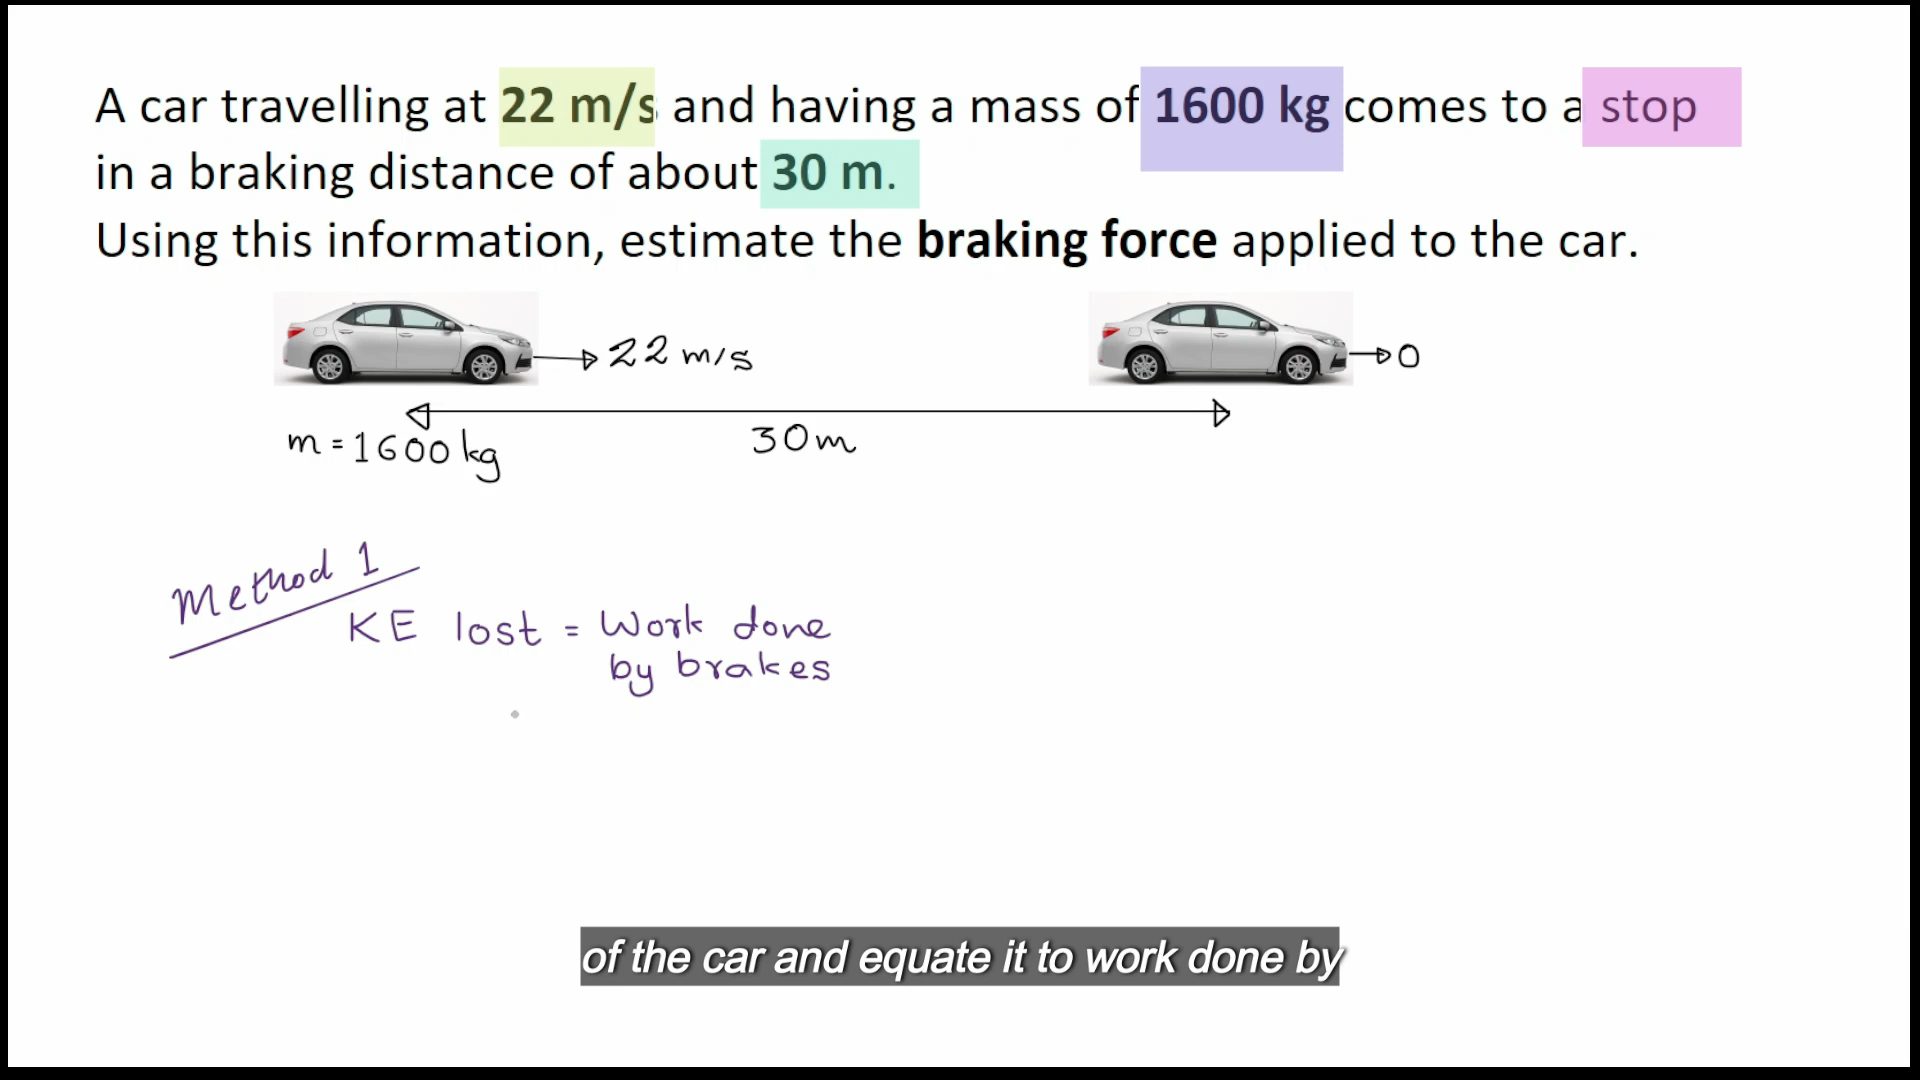 A car travelling at 22 m/s and having a mass of 1600 kg comes to a stop
in a braking distance of about 30 m.
Using this information, estimate the braking force applied to the car.
22 m/s
0
m = 1600 kg
30 m
Method 1
KE lost = Work done
by brakes
of the car and equate it to work done by